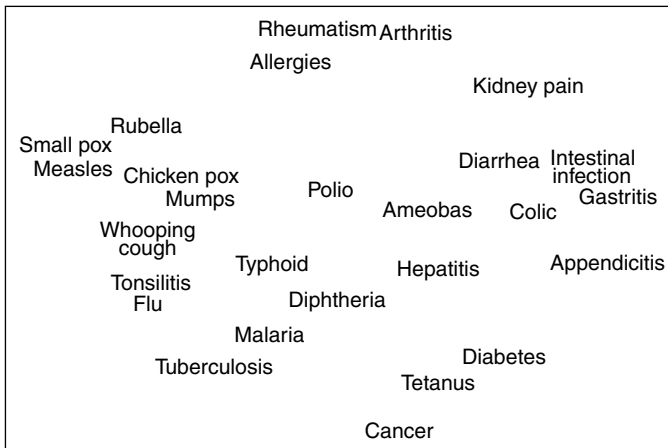 Rheumatism
Arthritis
Allergies
Kidney pain
Rubella
Small pox
Measles
Chicken pox
Mumps
Polio
Diarrhea
Intestinal
infection
Gastritis
Ameobas
Colic
Whooping
cough
Typhoid
Hepatitis
Appendicitis
Tonsilitis
Flu
Diphtheria
Malaria
Tuberculosis
Diabetes
Tetanus
Cancer